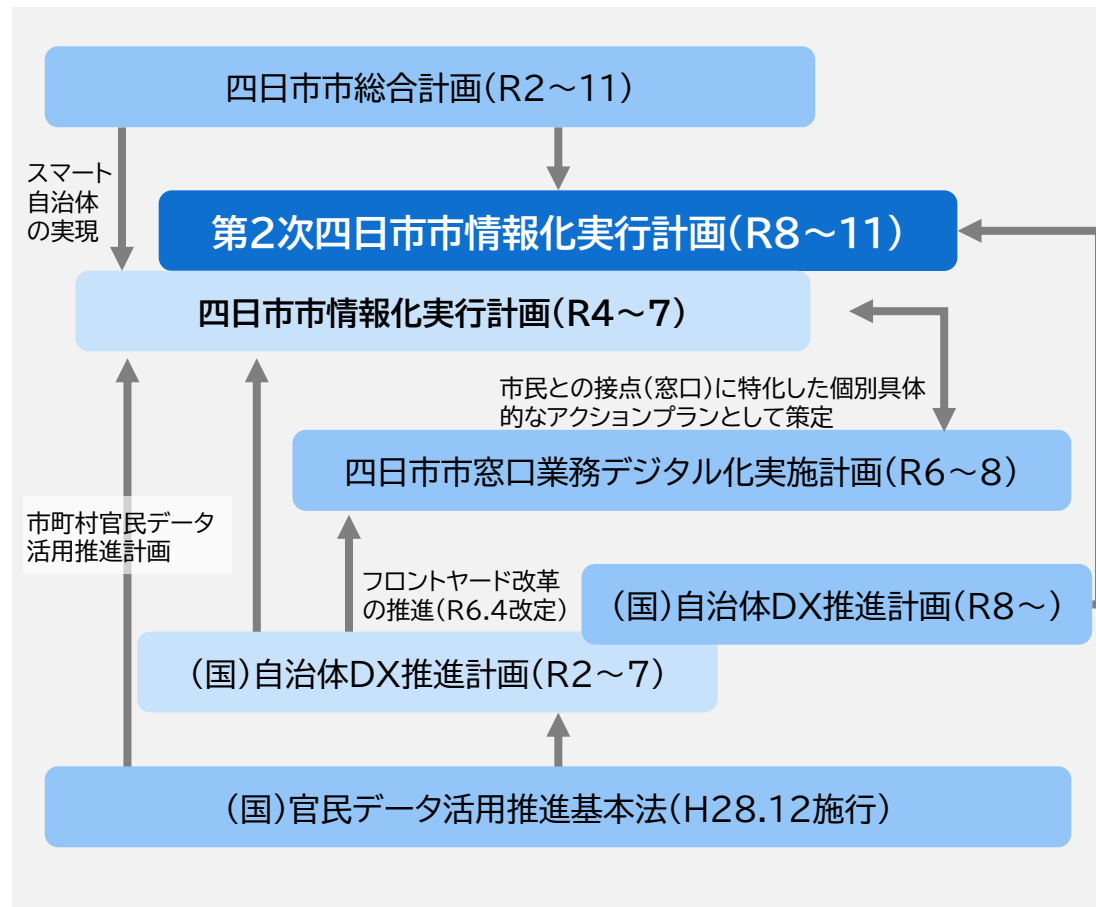 四日市市総合計画(R2～11)
スマート
自治体
の実現
第2次四日市市情報化実行計画(R8～11)
四日市市情報化実行計画(R4～7)
市民との接点(窓口)に特化した個別具体
的なアクションプランとして策定
四日市市窓口業務デジタル化実施計画(R6～8)
市町村官民データ
活用推進計画
フロントヤード改革
の推進(R6.4改定)
(国)自治体DX推進計画(R8～)
(国)自治体DX推進計画(R2～7)
(国)官民データ活用推進基本法(H28.12施行)